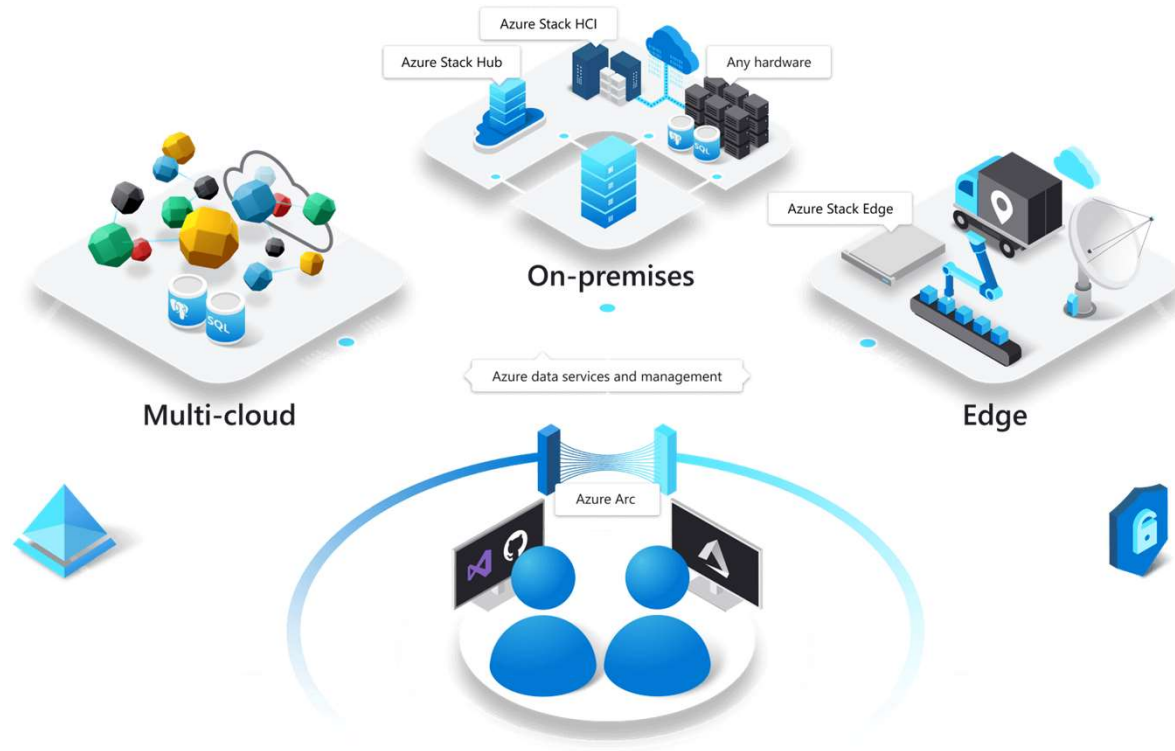 Azure Stack HCI
Azure Stack Hub
Any hardware
Azure Stack Edge
On-premises
SQL
SQL
Azure data services and management
Multi-cloud
Edge
Azure Arc